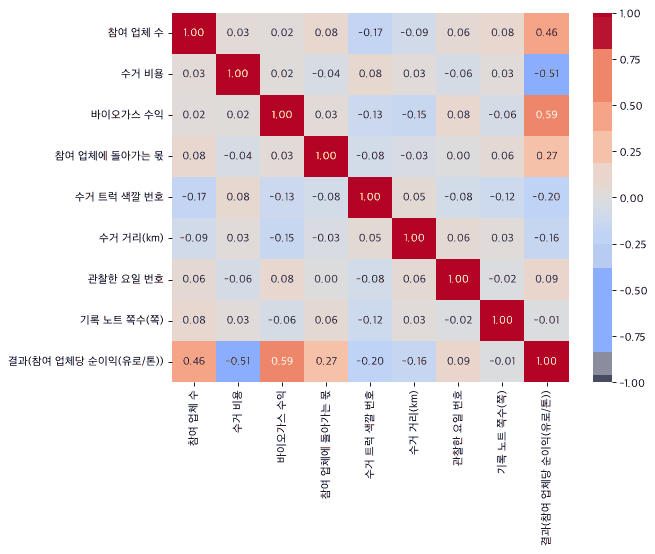 참여 업체 수 1.00 0.03 0.02 0.08 -0.17 -0.09 0.06 0.08 0.46
수거 비용 0.03 1.00 0.02 -0.04 0.08 0.03 -0.06 0.03 -0.51
바이오가스 수익 0.02 0.02 1.00 0.03 -0.13 -0.15 0.08 -0.06 0.59
참여 업체에 돌아가는 몫 0.08 -0.04 0.03 1.00 -0.08 -0.03 0.00 0.06 0.27
수거 트럭 색깔 번호 -0.17 0.08 -0.13 -0.08 1.00 0.05 -0.08 -0.12 -0.20
수거 거리(km) -0.09 0.03 -0.15 -0.03 0.05 1.00 0.06 0.03 -0.16
관찰한 요일 번호 0.06 -0.06 0.08 0.00 -0.08 0.06 1.00 -0.02 0.09
기록 노트 쪽수(쪽) 0.08 0.03 -0.06 0.06 -0.12 0.03 -0.02 1.00 -0.01
결과(참여 업체당 순이익(유로/톤)) 0.46 -0.51 0.59 0.27 -0.20 -0.16 0.09 -0.01 1.00
참여 업체 수
수거 비용
바이오가스 수익
참여 업체에 돌아가는 몫
수거 트럭 색깔 번호
수거 거리(km)
관찰한 요일 번호
기록 노트 쪽수(쪽)
결과(참여 업체당 순이익(유로/톤))
1.00
0.75
0.50
0.25
0.00
-0.25
-0.50
-0.75
-1.00